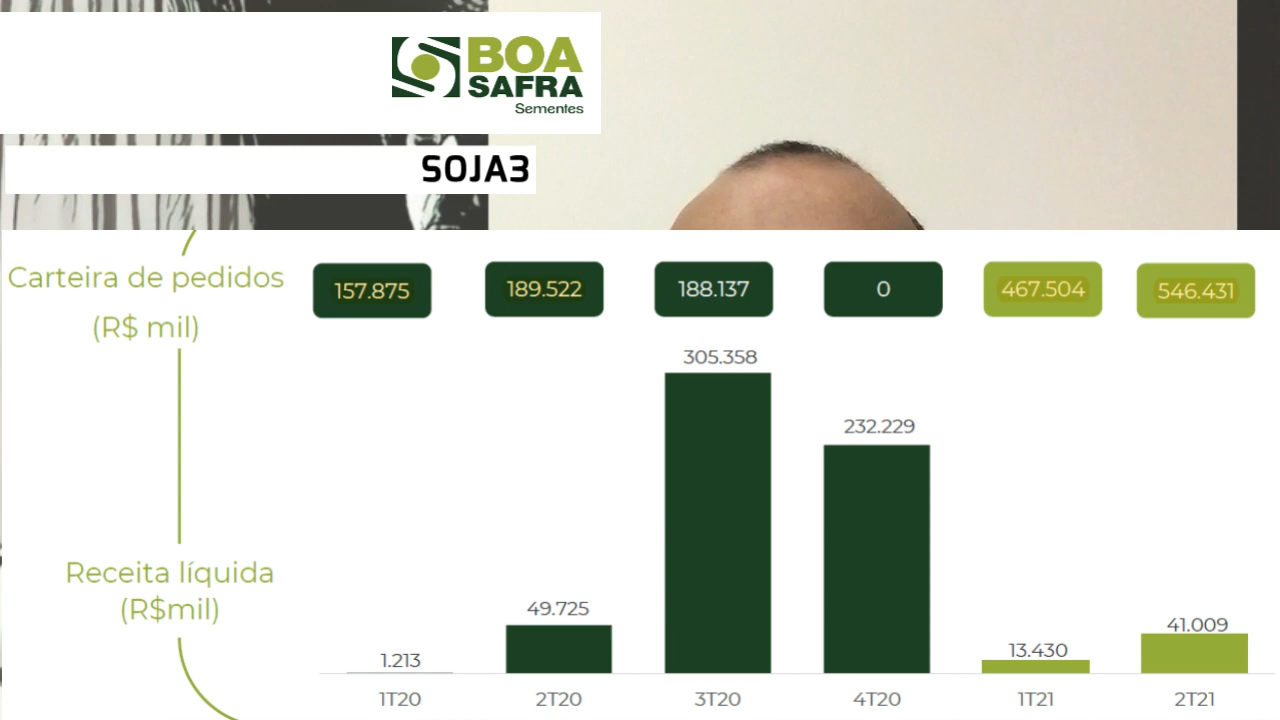 BOA
SAFRA
Sementes
SOJA3
Carteira de pedidos
(R$ mil)
157.875 189.522 188.137 0 467.504 546.431
305.358
232.229
Receita líquida
(R$mil)
49.725
41.009
1.213
13.430
1T20 2T20 3T20 4T20 1T21 2T21